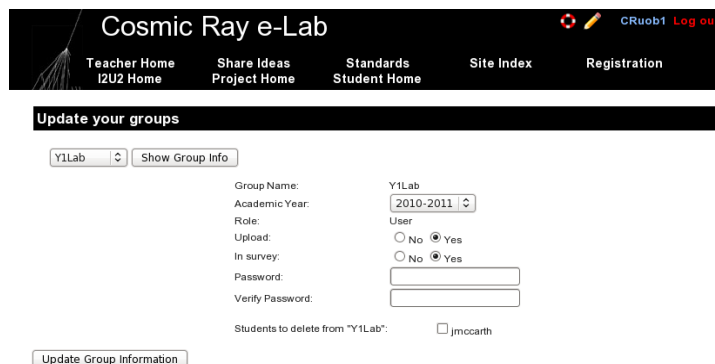 Cosmic Ray e-Lab
CRuob1 Log ou
Teacher Home Share Ideas Standards Site Index Registration
I2U2 Home Project Home Student Home
Update your groups
Y1Lab Show Group Info
Group Name: Y1Lab
Academic Year: 2010-2011
Role: User
Upload: No Yes
In survey: No Yes
Password:
Verify Password:
Students to delete from "Y1Lab": jmccarth
Update Group Information